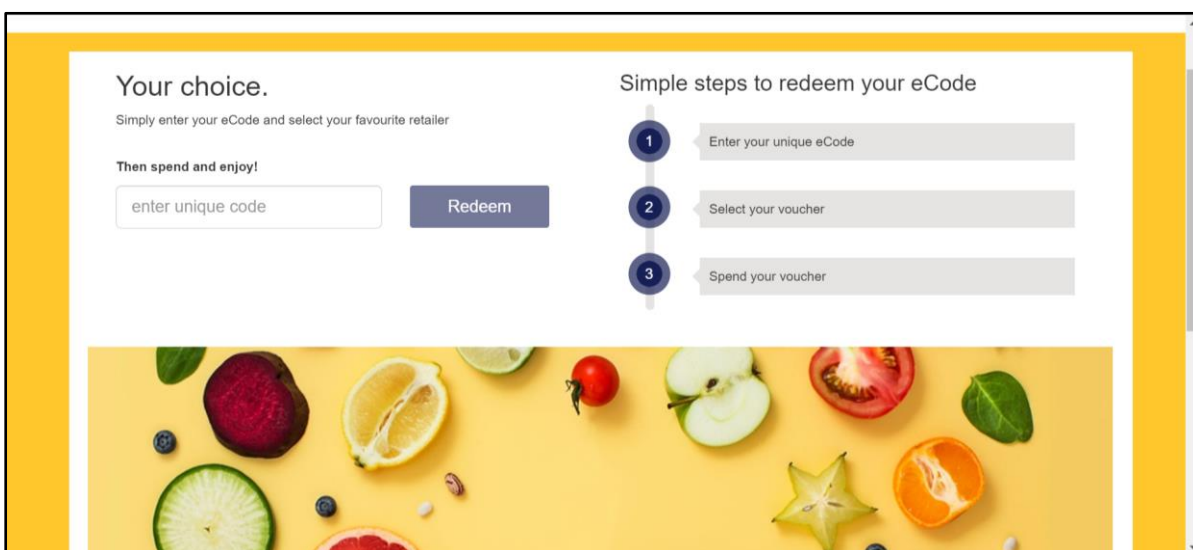 Your choice.
Simply enter your eCode and select your favourite retailer
Then spend and enjoy!
enter unique code
Redeem
Simple steps to redeem your eCode
1
Enter your unique eCode
2
Select your voucher
3
Spend your voucher